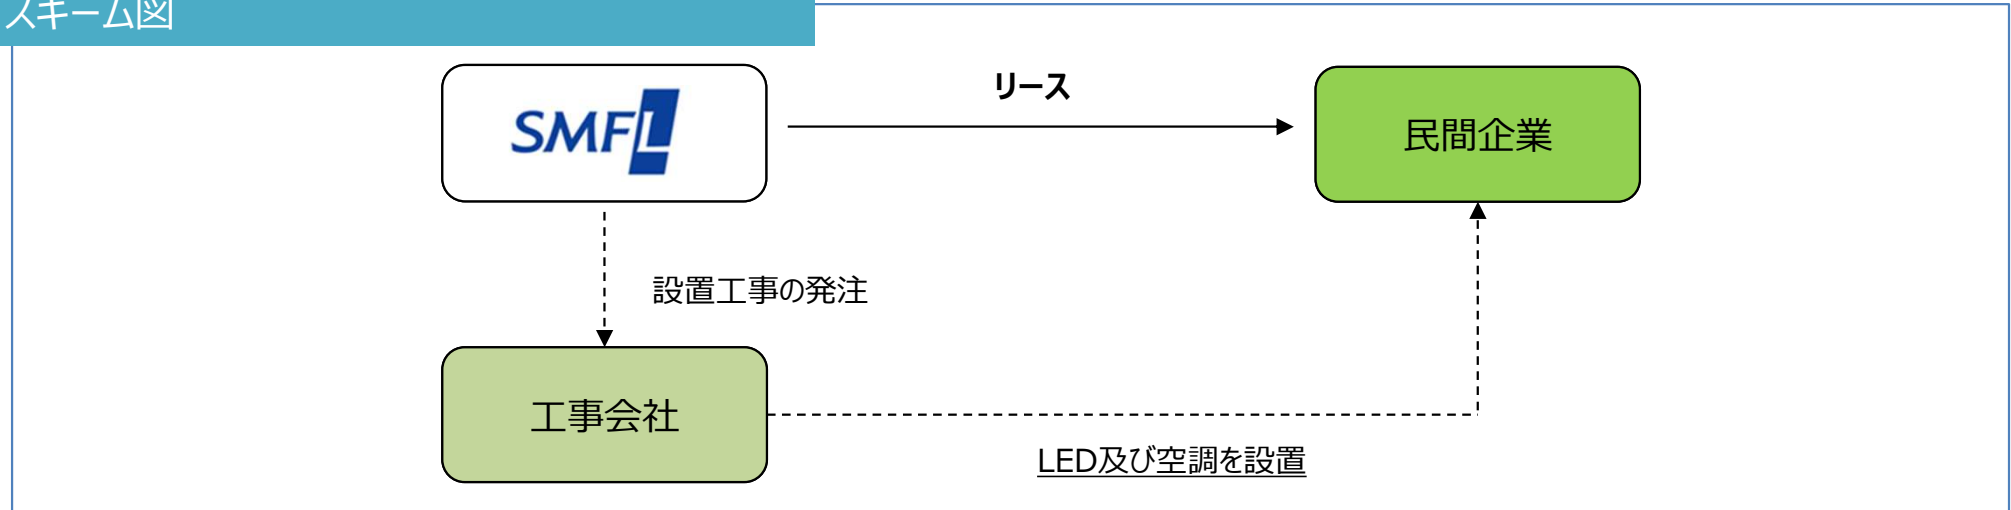 スキーム図
SMFL
リース
民間企業
設置工事の発注
工事会社
LED及び空調を設置